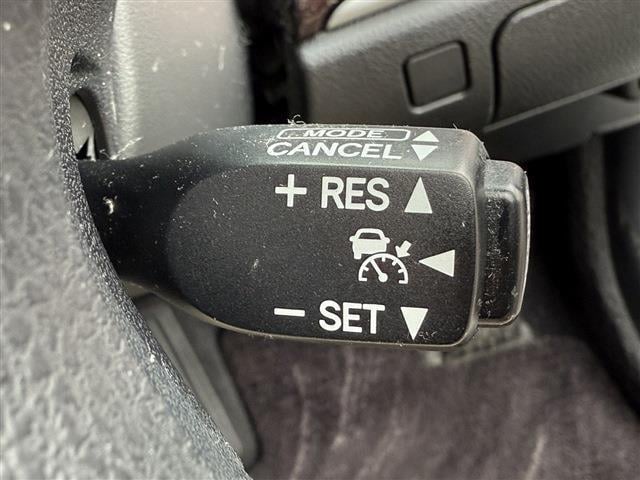 MODE
CANCEL
+ RES
− SET